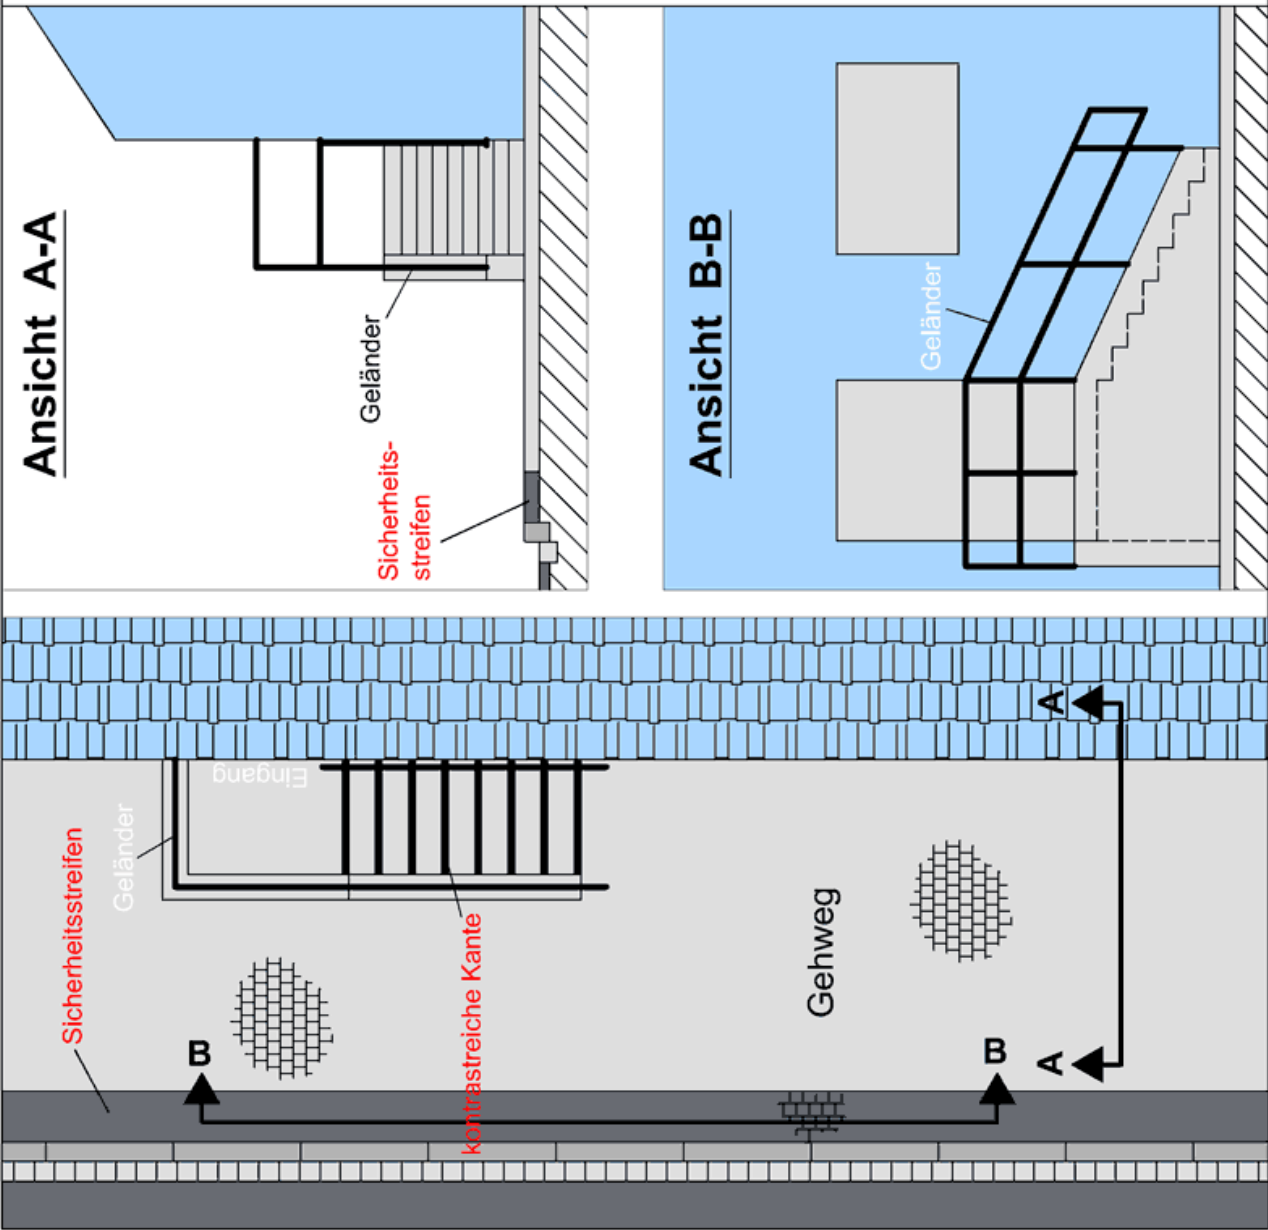 Ansicht A-A
Geländer
Sicherheits-
streifen
Ansicht B-B
Geländer
Eingang
Geländer
Sicherheitsstreifen
kontrastreiche Kante
Gehweg
A
A
B
B